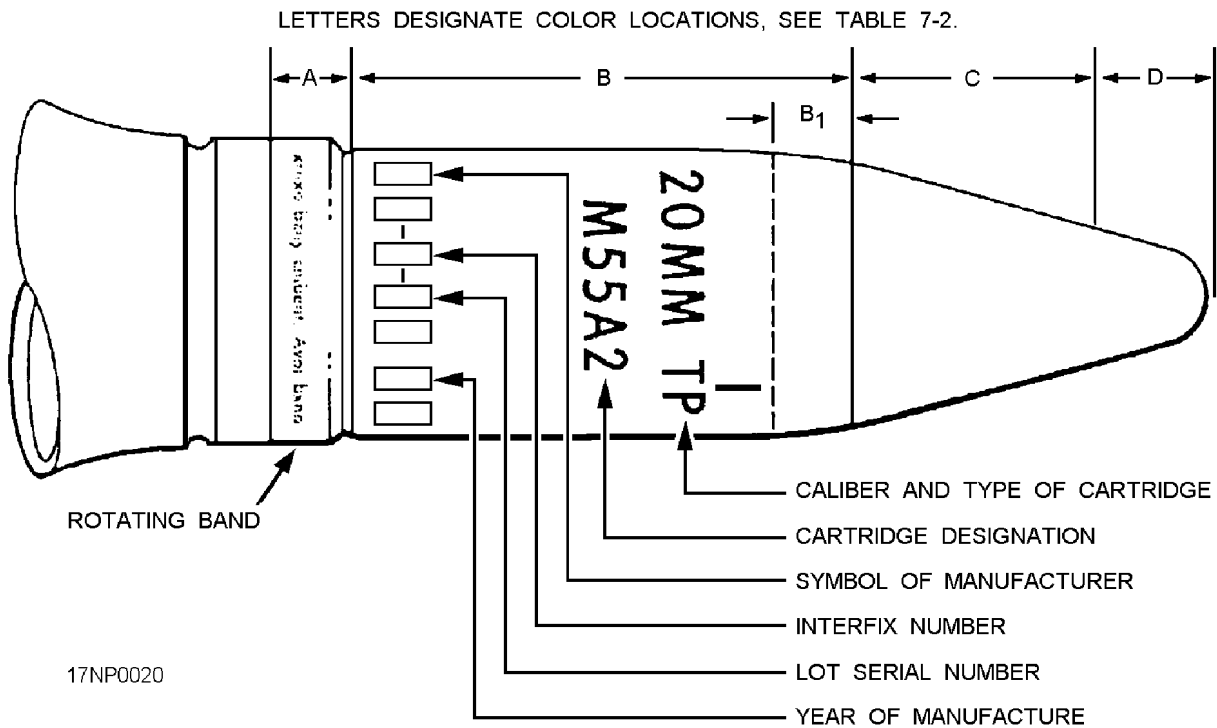 LETTERS DESIGNATE COLOR LOCATIONS, SEE TABLE 7-2.
A
B
C
D
B1
20MM TP
M55A2
ROTATING BAND
CALIBER AND TYPE OF CARTRIDGE
CARTRIDGE DESIGNATION
SYMBOL OF MANUFACTURER
INTERFIX NUMBER
LOT SERIAL NUMBER
YEAR OF MANUFACTURE
17NP0020